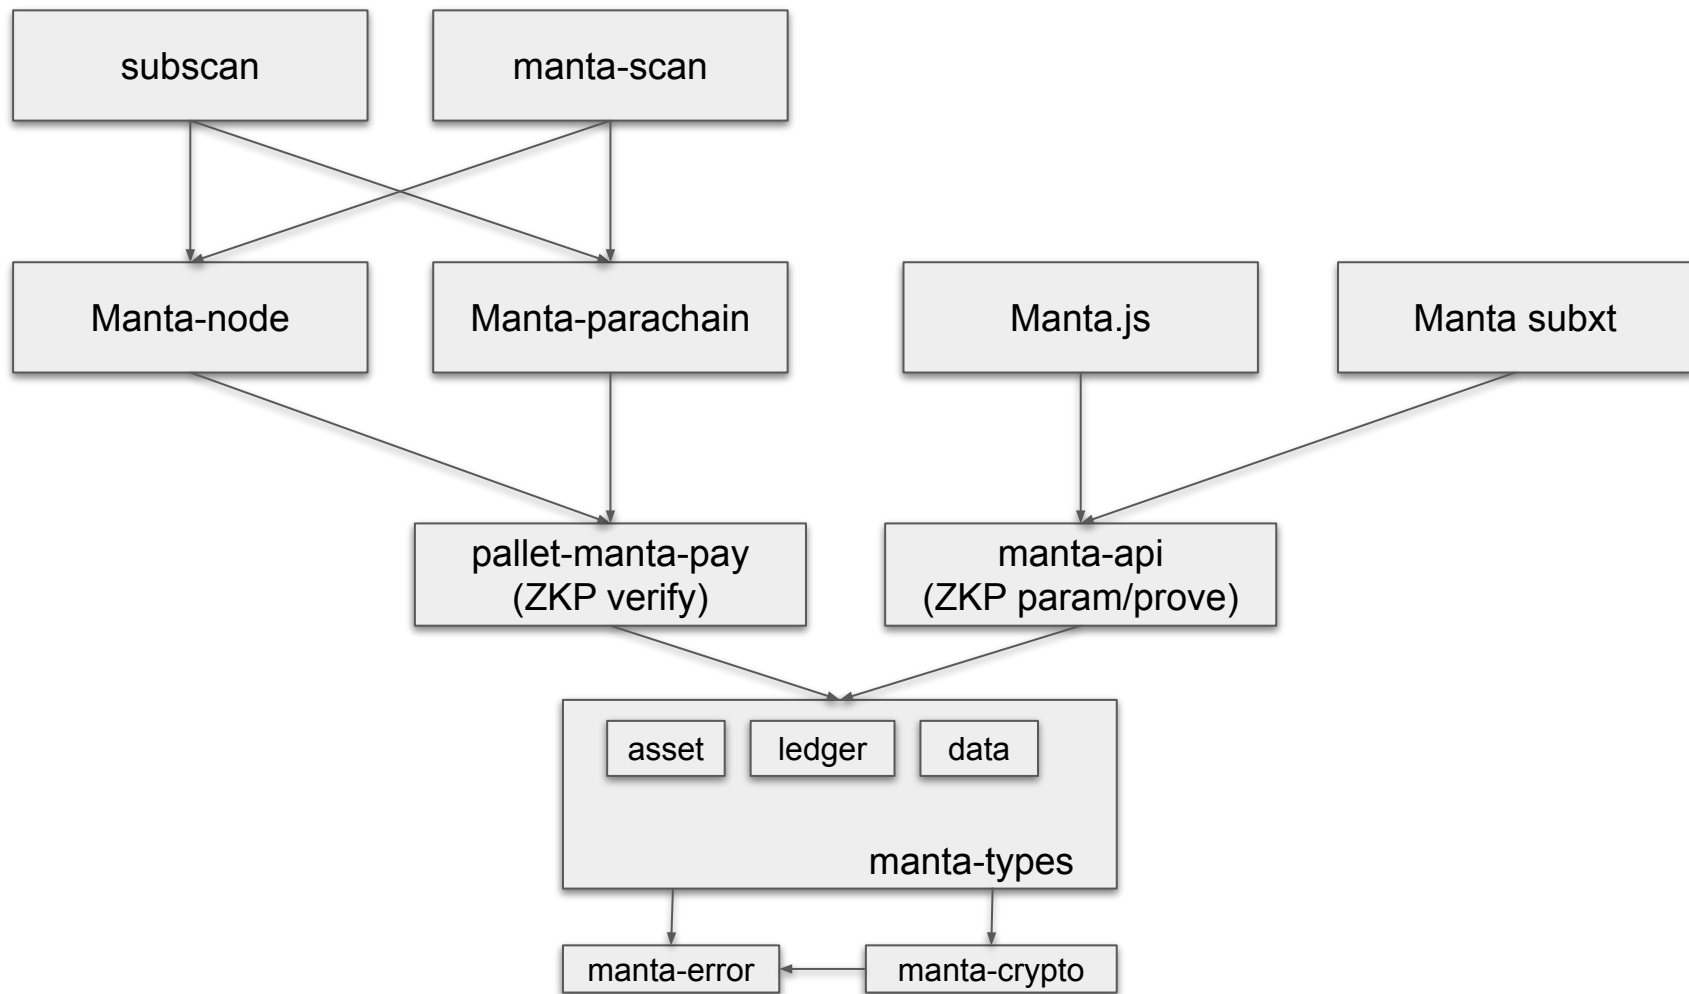 subscan
manta-scan
Manta-node
Manta-parachain
Manta.js
Manta subxt
pallet-manta-pay
(ZKP verify)
manta-api
(ZKP param/prove)
asset
ledger
data
manta-types
manta-error
manta-crypto